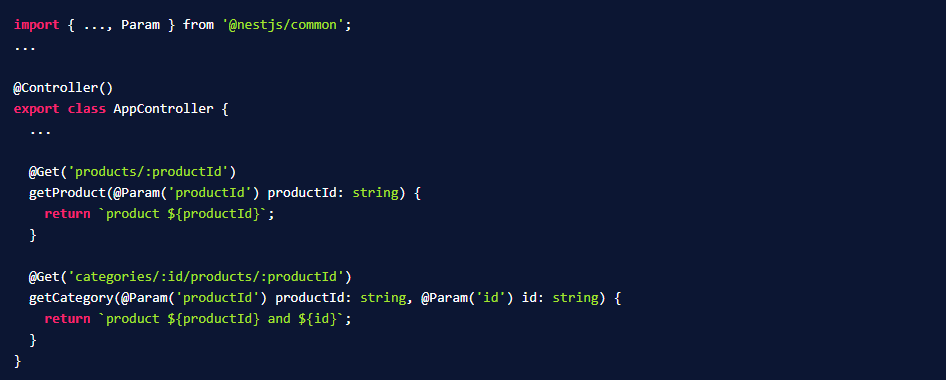 import { ..., Param } from '@nestjs/common';
...
@Controller()
export class AppController {
...
@Get('products/:productId')
getProduct(@Param('productId') productId: string) {
return `product ${productId}`;
}
@Get('categories/:id/products/:productId')
getCategory(@Param('productId') productId: string, @Param('id') id: string) {
return `product ${productId} and ${id}`;
}
}